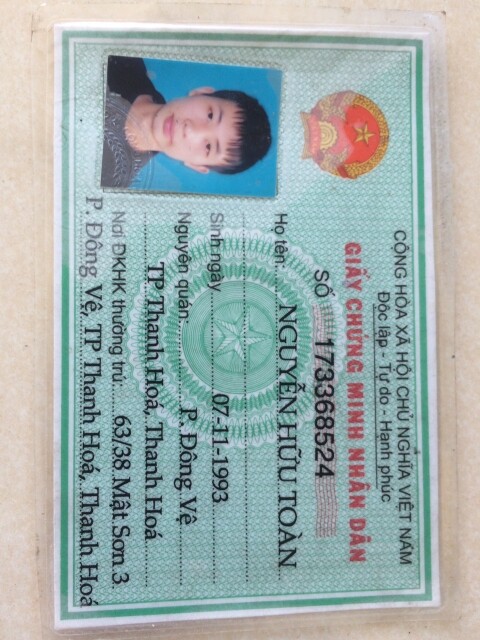 CỘNG HÒA XÃ HỘI CHỦ NGHĨA VIỆT NAM
Độc lập - Tự do - Hạnh phúc
GIẤY CHỨNG MINH NHÂN DÂN
SỐ 173368524
Họ tên: NGUYỄN HỮU TOÀN
Sinh ngày 07-11-1993
Nguyên quán: P. Đông Vệ
TP Thanh Hoá, Thanh Hoá
Nơi ĐKHK thường trú: 63/38 Mật Sơn 3
P. Đông Vệ, TP Thanh Hoá, Thanh Hoá